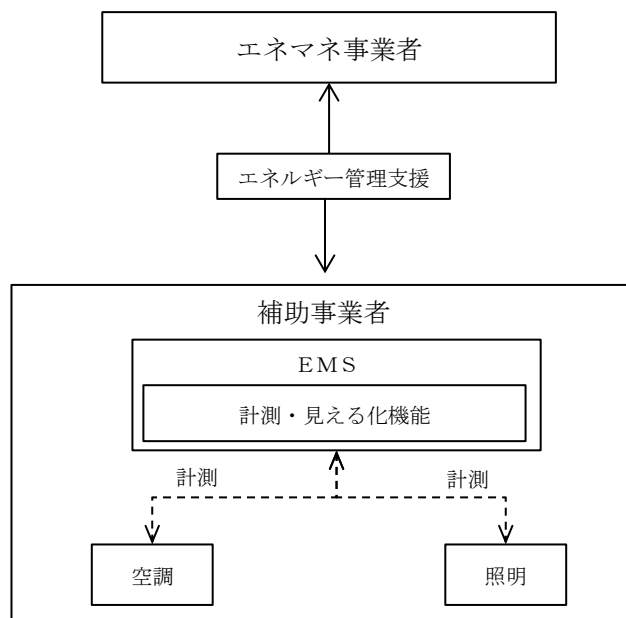 エネマネ事業者
エネルギー管理支援
補助事業者
ＥＭＳ
計測・見える化機能
計測
計測
空調
照明